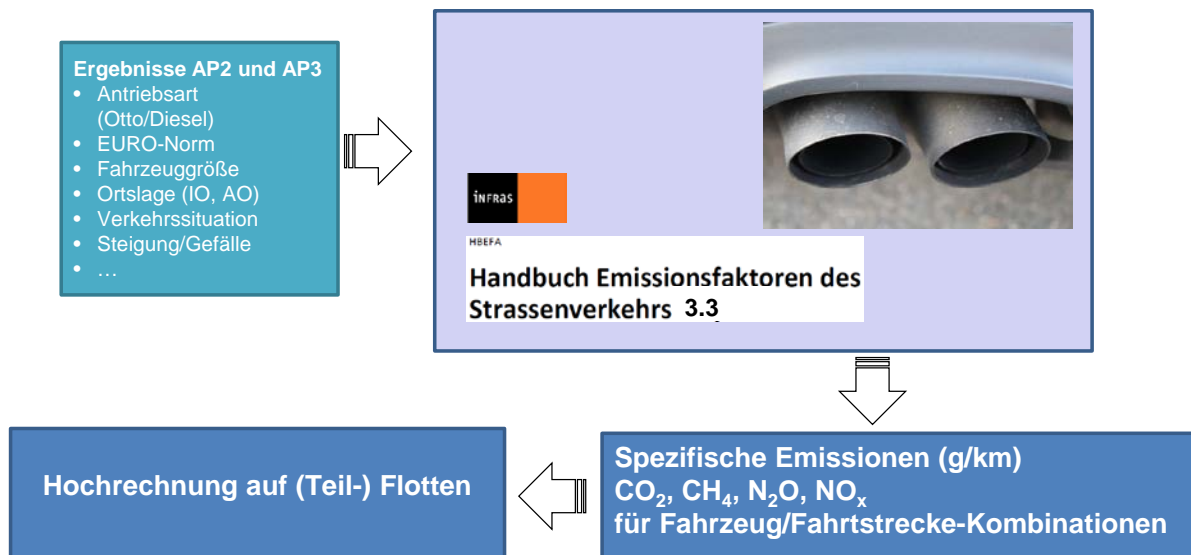 Ergebnisse AP2 und AP3
• Antriebsart
(Otto/Diesel)
• EURO-Norm
• Fahrzeuggröße
• Ortslage (IO, AO)
• Verkehrssituation
• Steigung/Gefälle
• …
iNFRAS
HBEFA
Handbuch Emissionsfaktoren des
Strassenverkehrs 3.3
Spezifische Emissionen (g/km)
CO₂, CH₄, N₂O, NOₓ
für Fahrzeug/Fahrtstrecke-Kombinationen
Hochrechnung auf (Teil-) Flotten